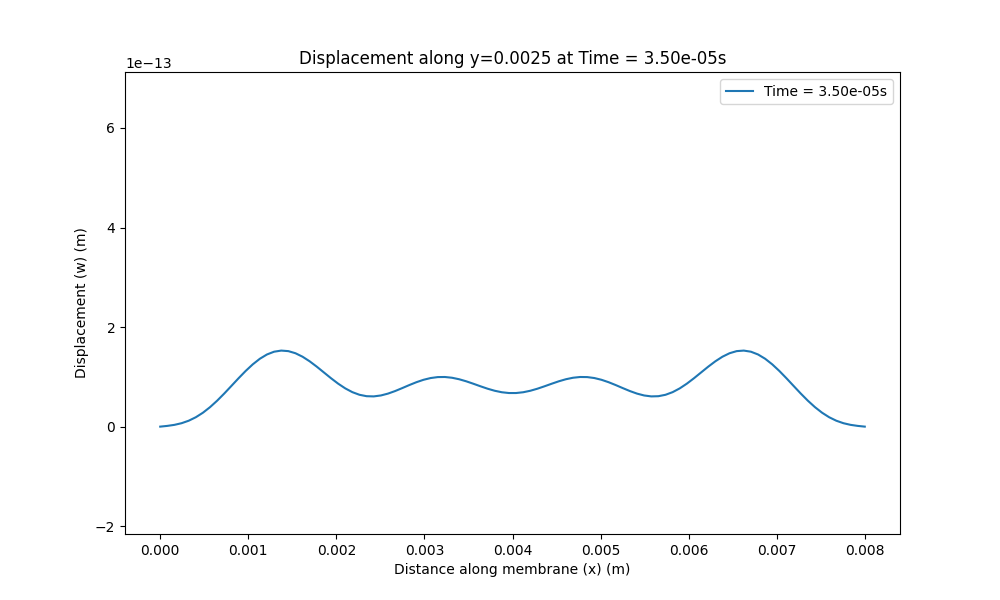 Displacement along y=0.0025 at Time = 3.50e-05s
1e−13
Time = 3.50e-05s
6
4
2
0
−2
Displacement (w) (m)
0.000 0.001 0.002 0.003 0.004 0.005 0.006 0.007 0.008
Distance along membrane (x) (m)